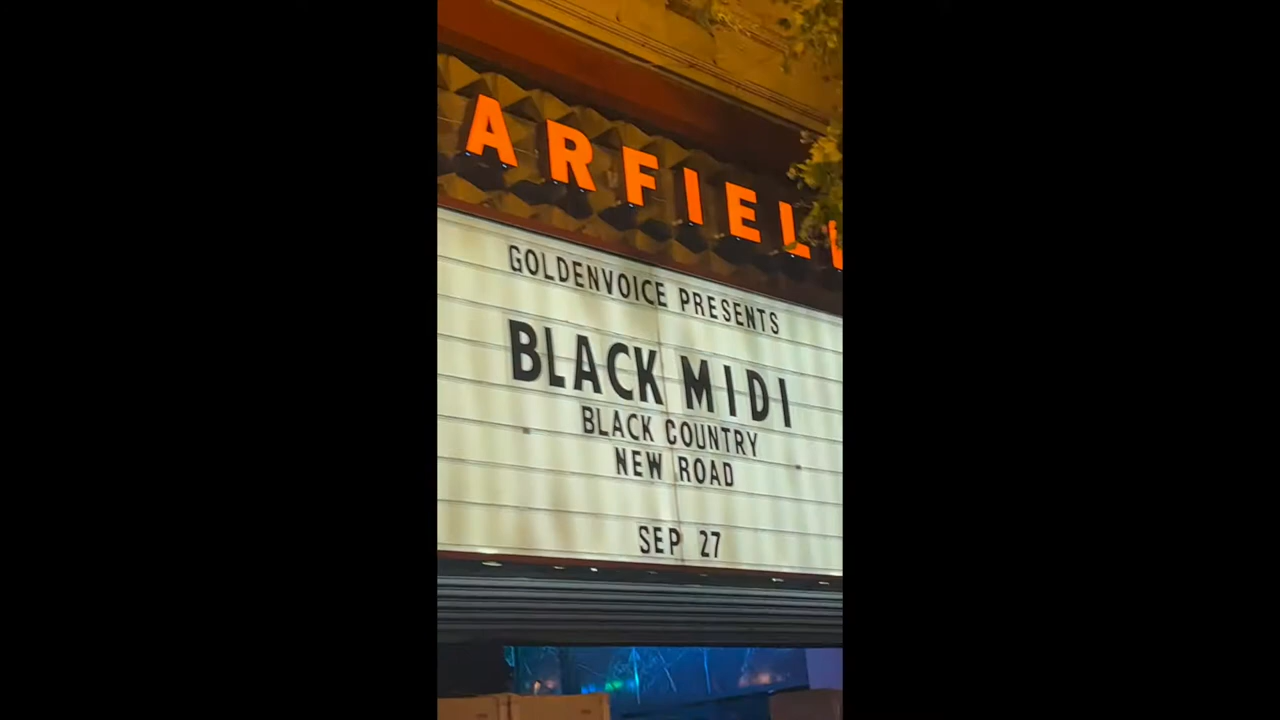 ARFIEL
GOLDENVOICE PRESENTS
BLACK MIDI
BLACK COUNTRY
NEW ROAD
SEP 27